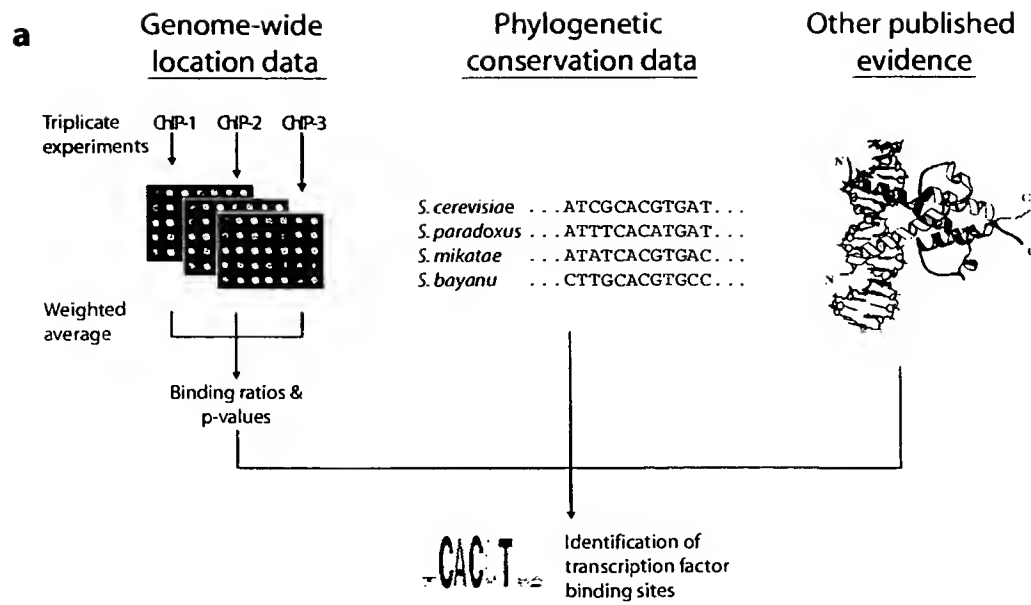 a
Genome-wide
location data
Phylogenetic
conservation data
Other published
evidence
Triplicate
experiments
ChIP-1 ChIP-2 ChIP-3
S. cerevisiae ...ATCGCACGTGAT...
S. paradoxus ...ATTTCACATGAT...
S. mikatae ...ATATCACGTGAC...
S. bayanu ...CTTGCACGTGCC...
N
C
N
Weighted
average
Binding ratios &
p-values
CAC T
Identification of
transcription factor
binding sites